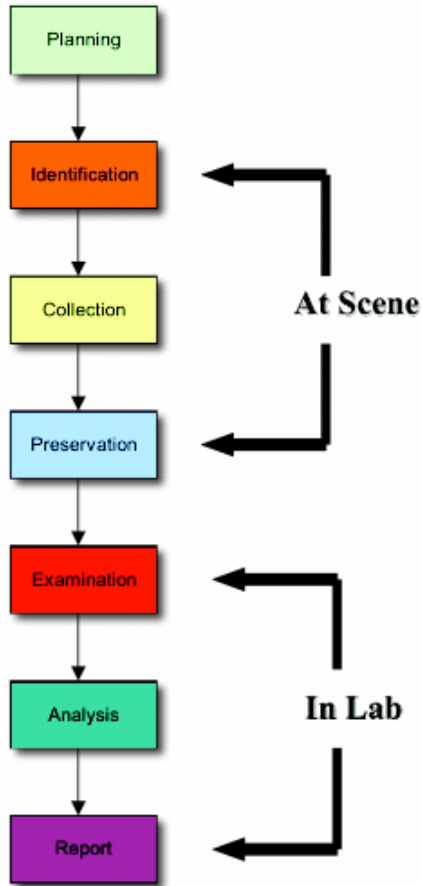 Planning
Identification
At Scene
Collection
Preservation
Examination
In Lab
Analysis
Report